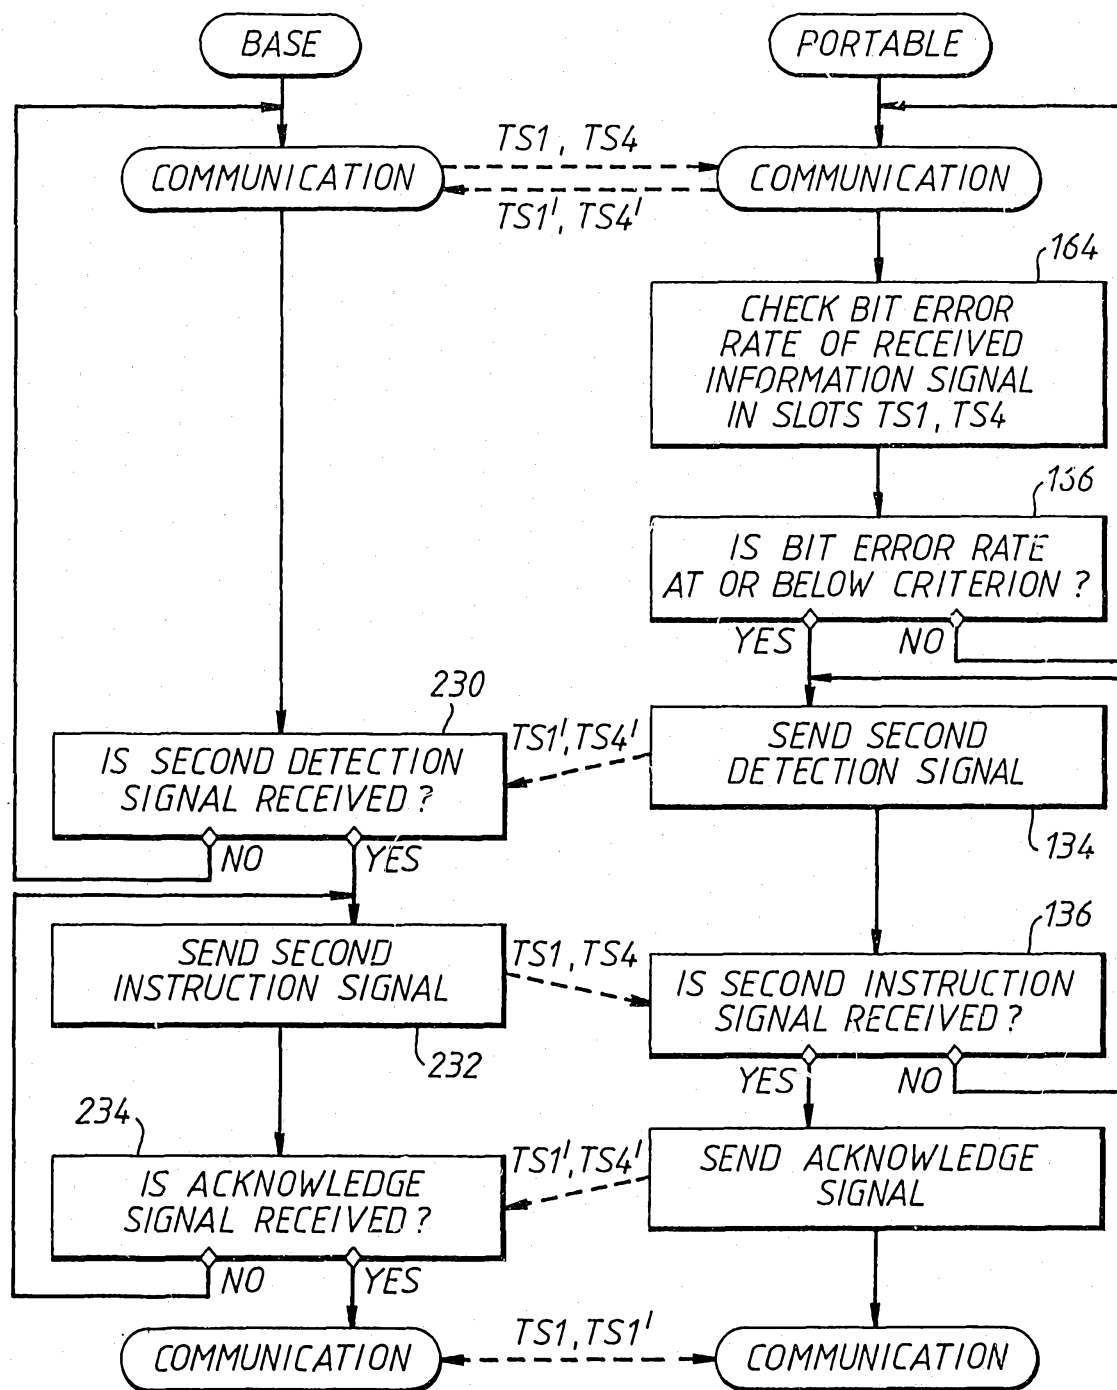 BASE
PORTABLE
TS1, TS4
COMMUNICATION
COMMUNICATION
TS1', TS4'
164
CHECK BIT ERROR
RATE OF RECEIVED
INFORMATION SIGNAL
IN SLOTS TS1, TS4
166
IS BIT ERROR RATE
AT OR BELOW CRITERION ?
YES
NO
230
TS1', TS4'
IS SECOND DETECTION
SIGNAL RECEIVED ?
SEND SECOND
DETECTION SIGNAL
NO
YES
134
136
SEND SECOND
INSTRUCTION SIGNAL
TS1, TS4
IS SECOND INSTRUCTION
SIGNAL RECEIVED ?
232
YES
NO
234
TS1', TS4'
IS ACKNOWLEDGE
SIGNAL RECEIVED ?
SEND ACKNOWLEDGE
SIGNAL
NO
YES
TS1, TS1'
COMMUNICATION
COMMUNICATION